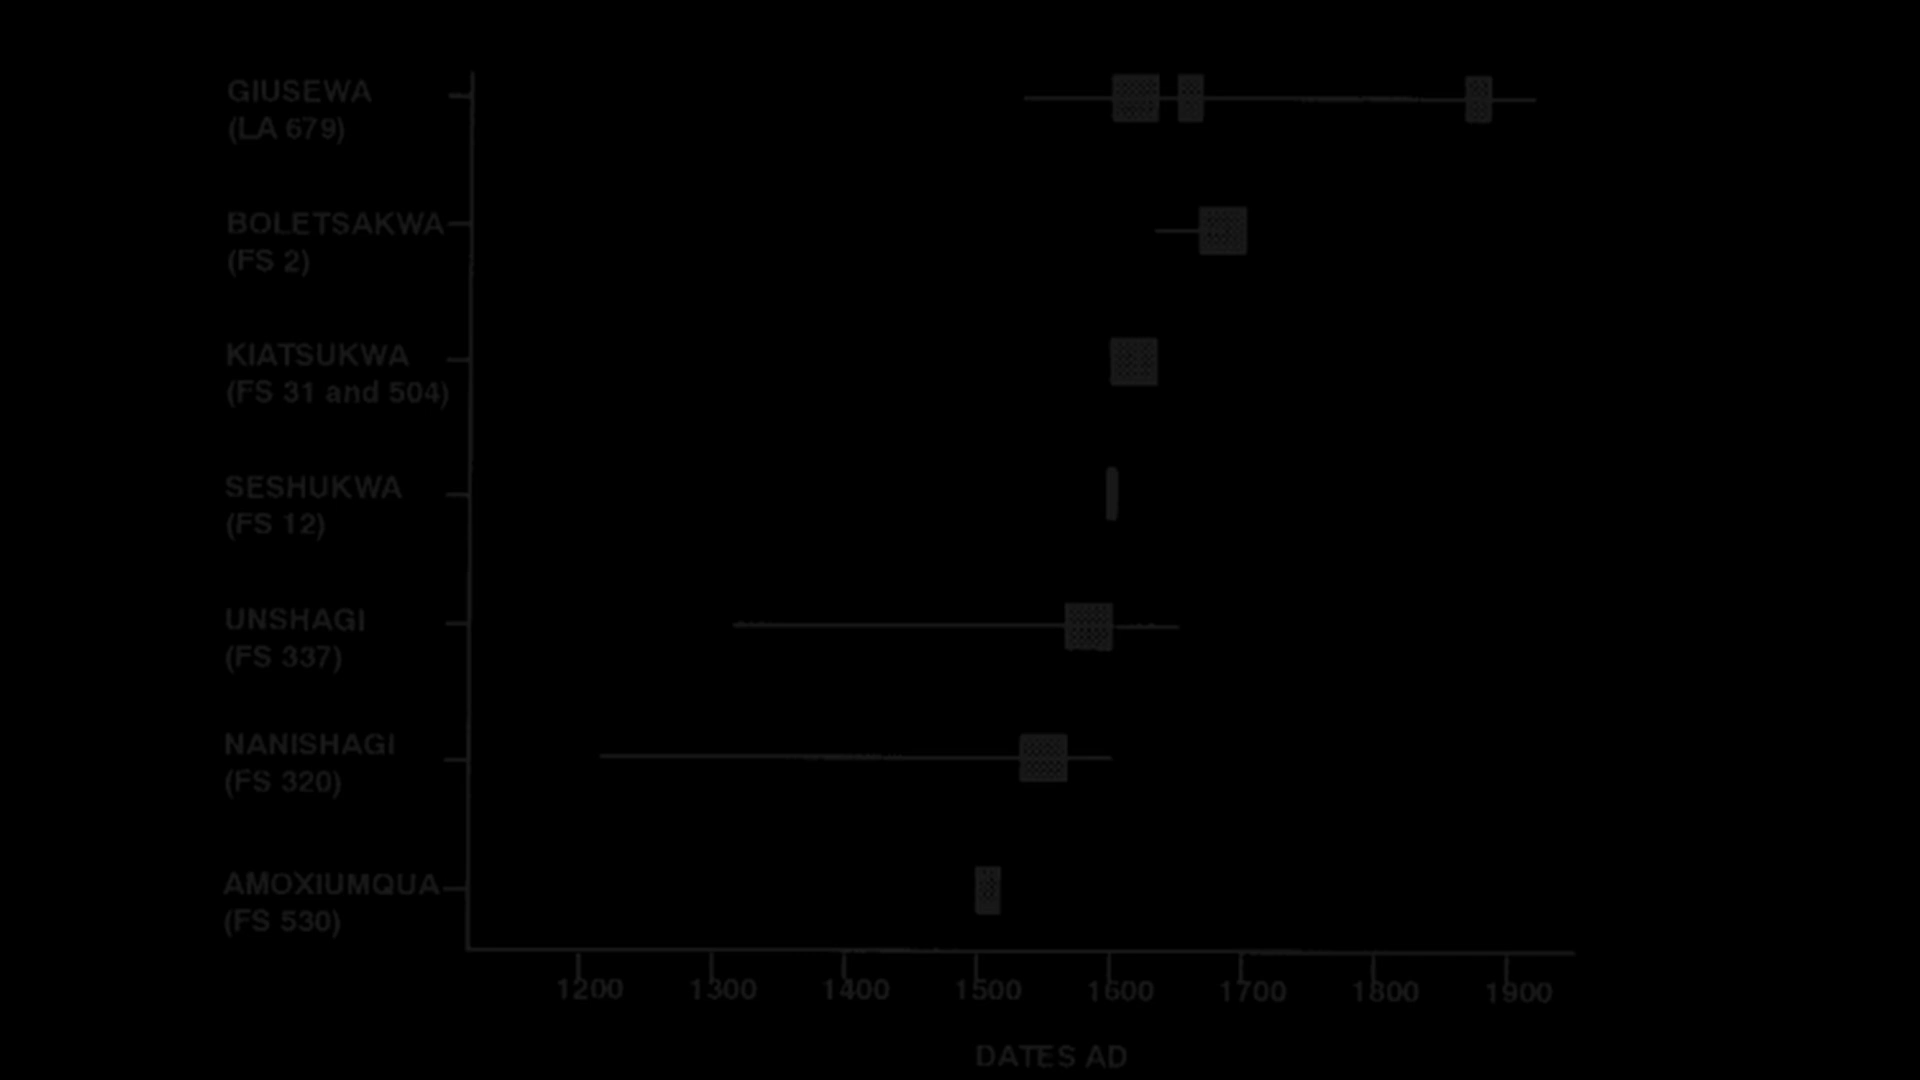 GIUSEWA
(LA 679)
BOLETSAKWA
(FS 2)
KIATSUKWA
(FS 31 and 504)
SESHUKWA
(FS 12)
UNSHAGI
(FS 337)
NANISHAGI
(FS 320)
AMOXIUMQUA
(FS 530)
1200 1300 1400 1500 1600 1700 1800 1900
DATES AD